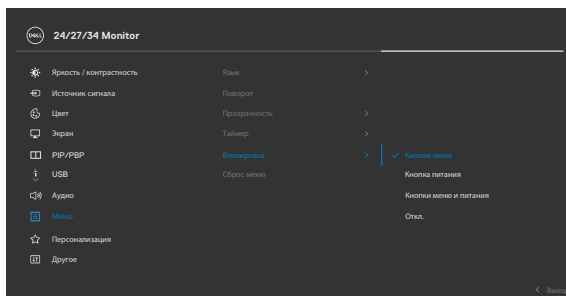 DELL 24/27/34 Monitor
Яркость / контрастность
Источник сигнала
Цвет
Экран
PIP/PBP
USB
Аудио
Меню
Персонализация
Другое
Язык
Поворот
Прозрачность
Таймер
Блокировка
Сброс меню
Кнопки меню
Кнопка питания
Кнопки меню и питания
Откл.
Выход